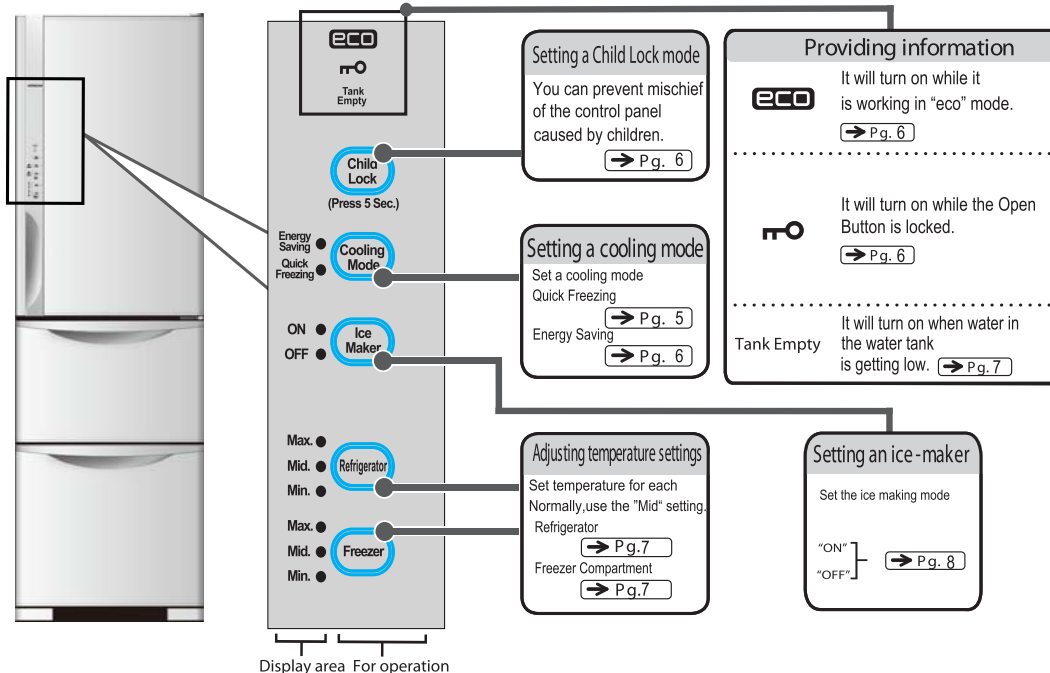 eco
Tank
Empty
Child
Lock
(Press 5 Sec.)
Energy
Saving
Quick
Freezing
Cooling
Mode
ON
OFF
Ice
Maker
Max.
Mid.
Min.
Refrigerator
Max.
Mid.
Min.
Freezer
Display area For operation
Setting a Child Lock mode
You can prevent mischief
of the control panel
caused by children.
→ Pg. 6
Setting a cooling mode
Set a cooling mode
Quick Freezing
→ Pg. 5
Energy Saving
→ Pg. 6
Adjusting temperature settings
Set temperature for each
Normally,use the "Mid" setting.
Refrigerator
→ Pg.7
Freezer Compartment
→ Pg.7
Providing information
eco
It will turn on while it
is working in “eco” mode.
→ Pg. 6
It will turn on while the Open
Button is locked.
→ Pg. 6
Tank Empty
It will turn on when water in
the water tank
is getting low. → Pg.7
Setting an ice-maker
Set the ice making mode
“ON”
“OFF”
→ Pg. 8